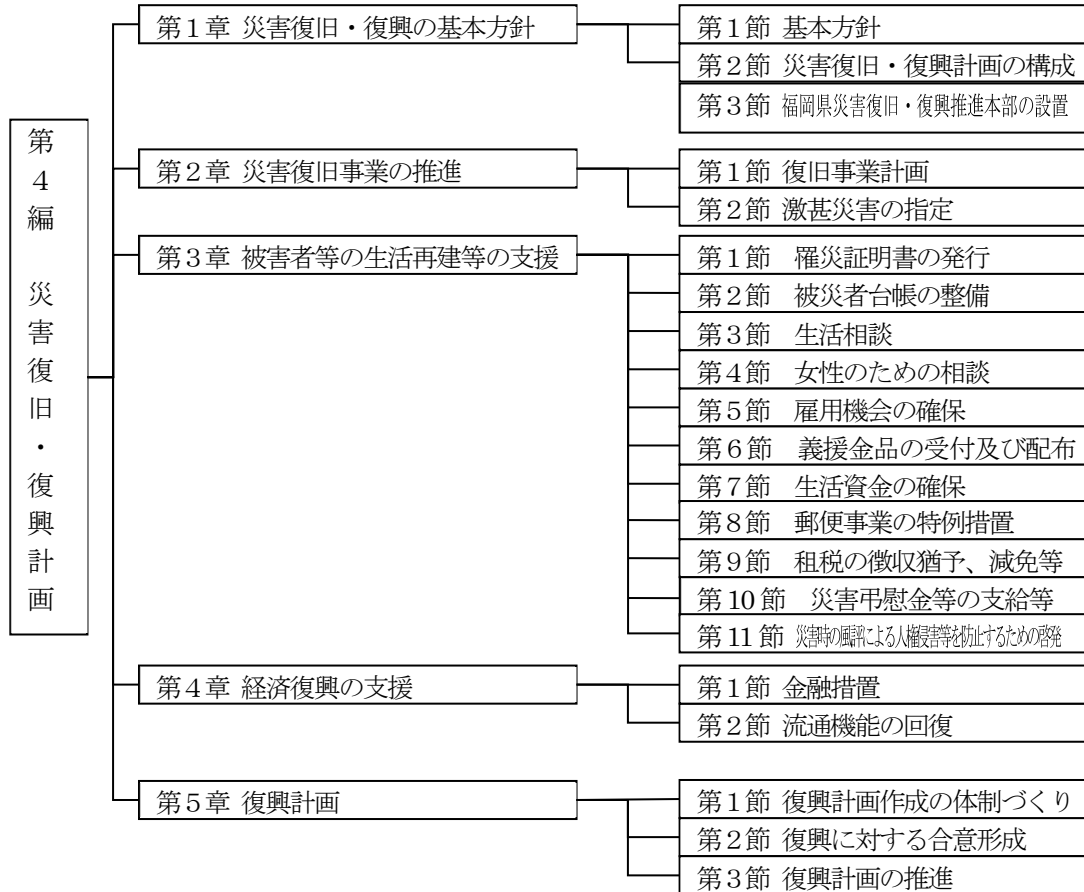 第4編　災害復旧・復興計画
第1章 災害復旧・復興の基本方針
第1節 基本方針
第2節 災害復旧・復興計画の構成
第3節 福岡県災害復旧・復興推進本部の設置
第2章 災害復旧事業の推進
第1節 復旧事業計画
第2節 激甚災害の指定
第3章 被害者等の生活再建等の支援
第1節　罹災証明書の発行
第2節　被災者台帳の整備
第3節　生活相談
第4節　女性のための相談
第5節　雇用機会の確保
第6節　義援金品の受付及び配布
第7節　生活資金の確保
第8節　郵便事業の特例措置
第9節　租税の徴収猶予、減免等
第10節　災害弔慰金等の支給等
第11節 災害時の風評による人権侵害等を防止するための啓発
第4章 経済復興の支援
第1節 金融措置
第2節 流通機能の回復
第5章 復興計画
第1節 復興計画作成の体制づくり
第2節 復興に対する合意形成
第3節 復興計画の推進